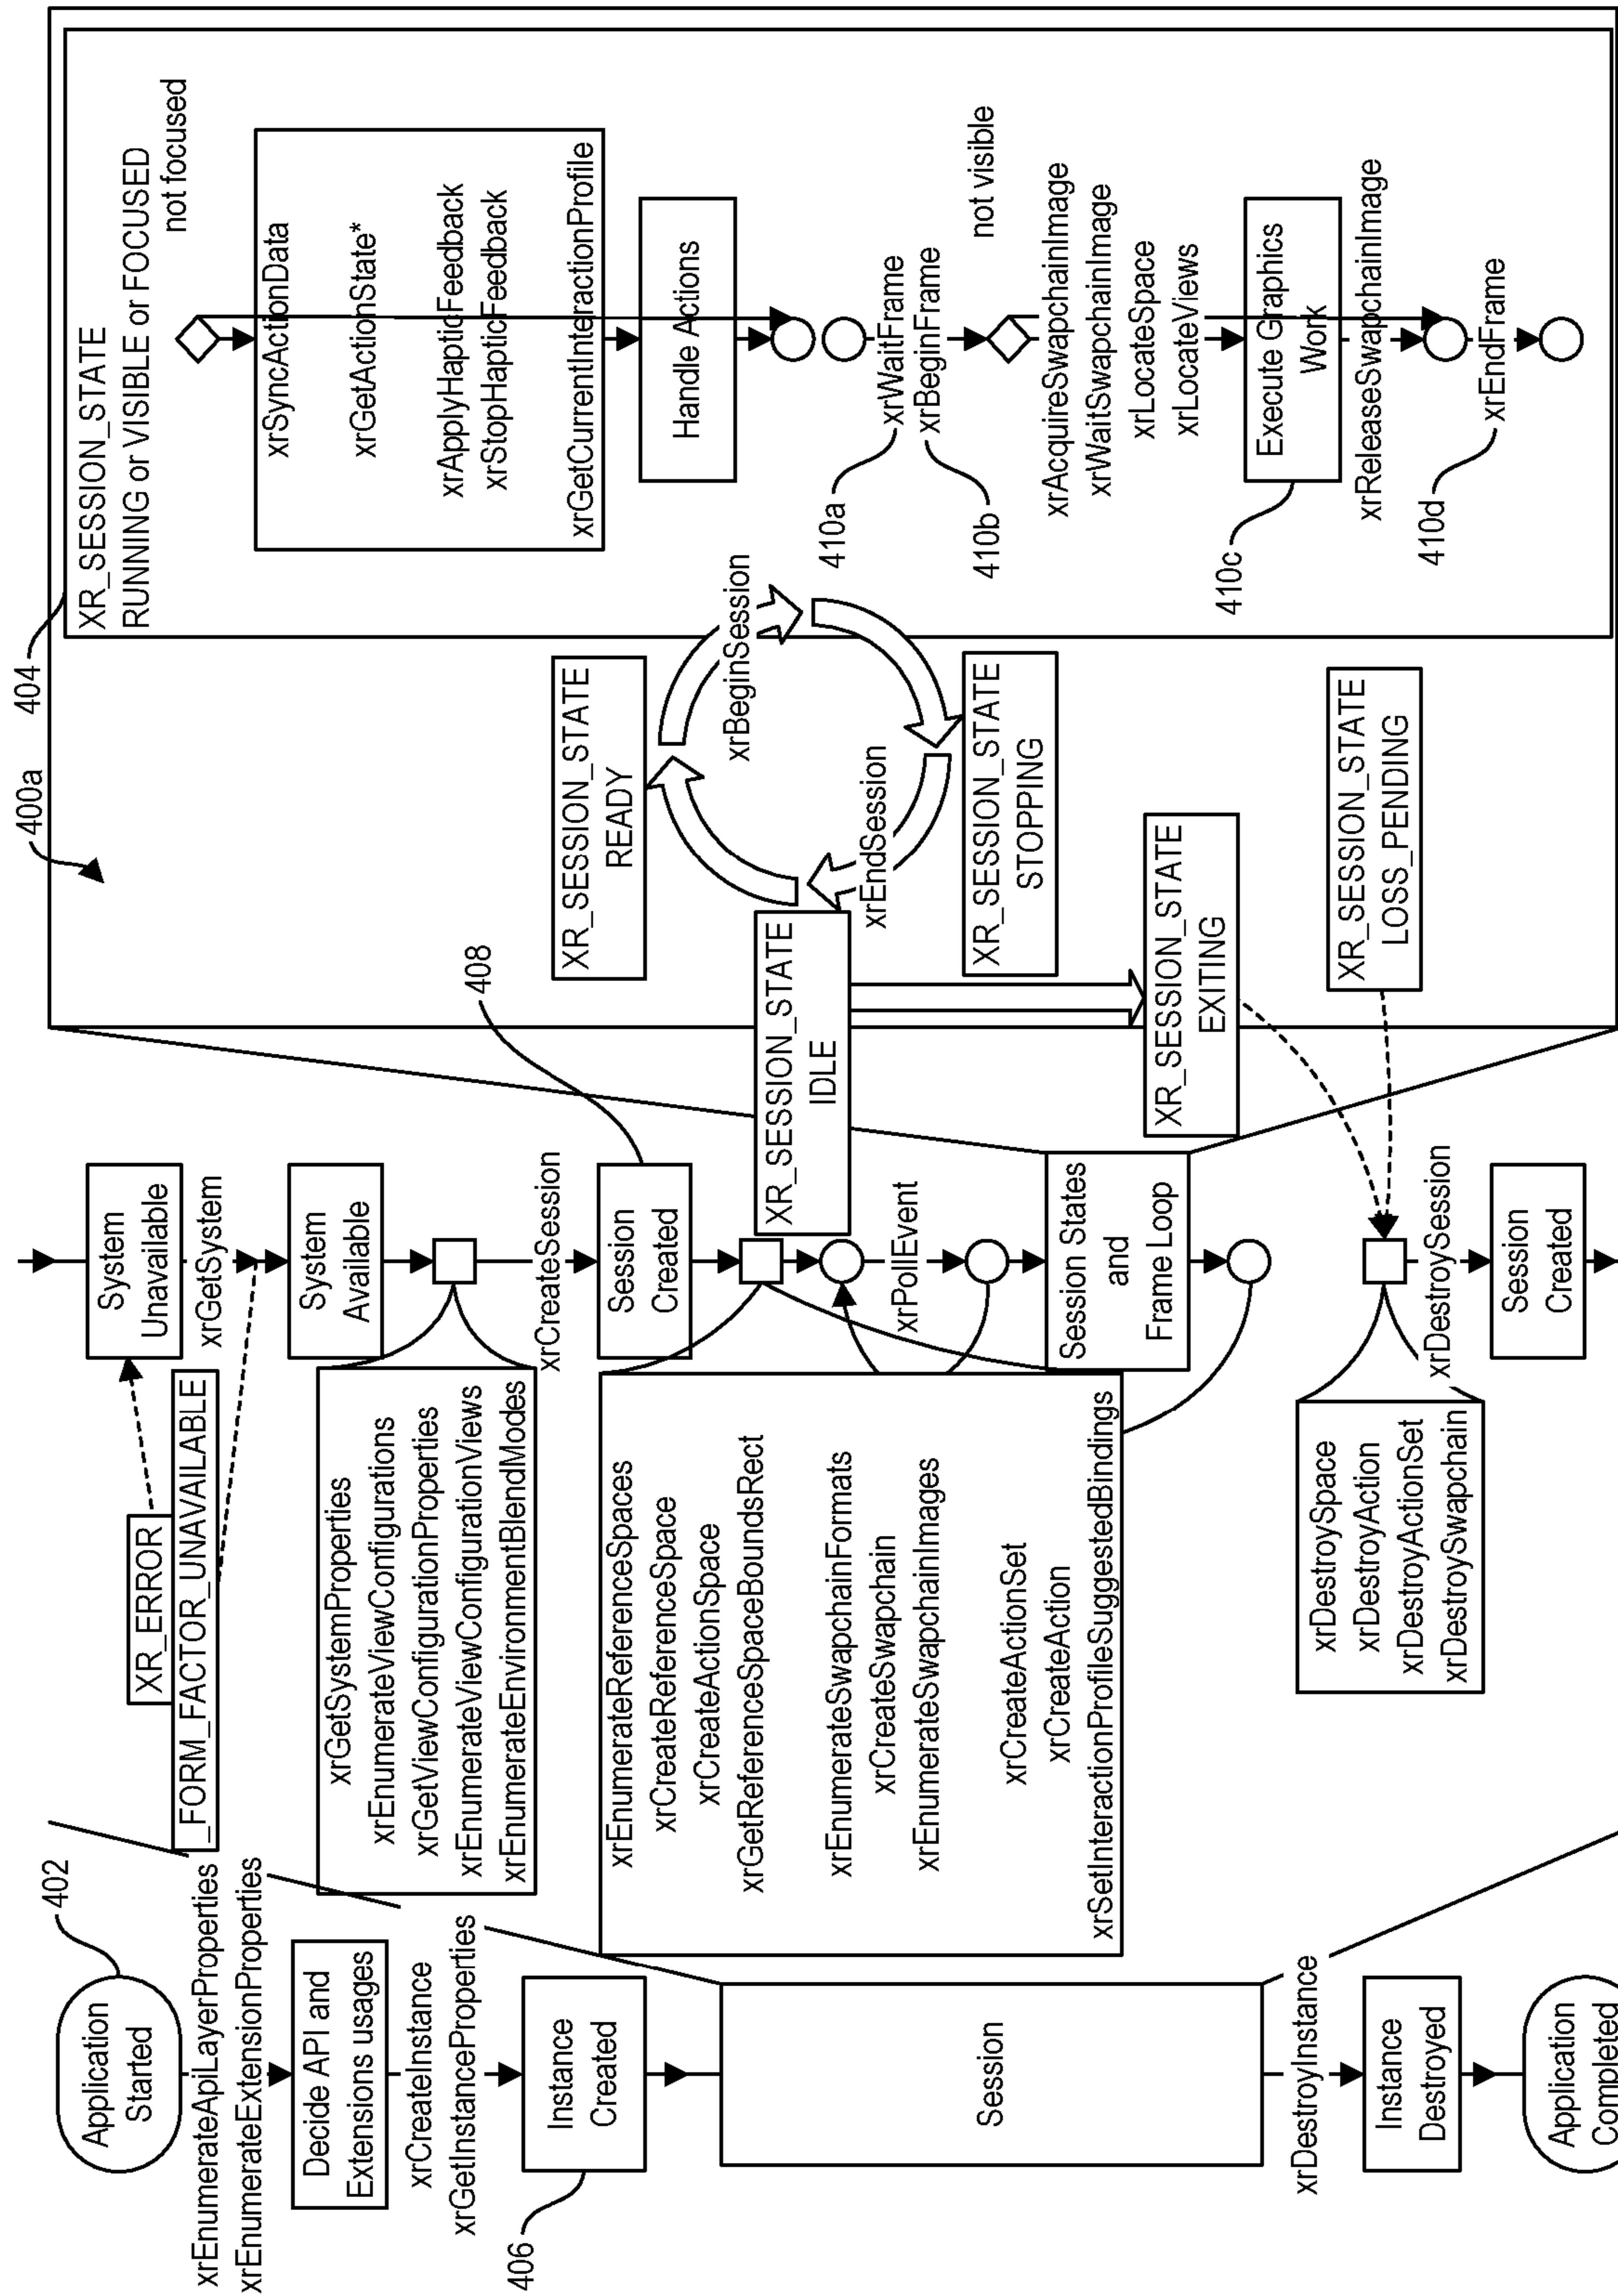 402
Application
Started
xrEnumerateApiLayerProperties
xrEnumerateExtensionProperties
Decide API and
Extensions usages
xrCreateInstance
xrGetInstanceProperties
406
Instance
Created
Session
xrDestroyInstance
Instance
Destroyed
Application
Completed
XR_ERROR
_FORM_FACTOR_UNAVAILABLE
System
Unavailable
xrGetSystem
System
Available
xrGetSystemProperties
xrEnumerateViewConfigurations
xrGetViewConfigurationProperties
xrEnumerateViewConfigurationViews
xrEnumerateEnvironmentBlendModes
xrCreateSession
408
Session
Created
xrEnumerateReferenceSpaces
xrCreateReferenceSpace
xrCreateActionSpace
xrGetReferenceSpaceBoundsRect
xrEnumerateSwapchainFormats
xrCreateSwapchain
xrEnumerateSwapchainImages
xrCreateActionSet
xrCreateAction
xrSetInteractionProfileSuggestedBindings
xrPollEvent
Session States
and
Frame Loop
xrDestroySpace
xrDestroyAction
xrDestroyActionSet
xrDestroySwapchain
xrDestroySession
Session
Created
400a
404
XR_SESSION_STATE
READY
xrBeginSession
XR_SESSION_STATE
IDLE
xrEndSession
XR_SESSION_STATE
STOPPING
XR_SESSION_STATE
EXITING
XR_SESSION_STATE
LOSS_PENDING
XR_SESSION_STATE
RUNNING or VISIBLE or FOCUSED
not focused
xrSyncActionData
xrGetActionState*
xrApplyHapticFeedback
xrStopHapticFeedback
xrGetCurrentInteractionProfile
Handle Actions
410a
xrWaitFrame
xrBeginFrame
410b
not visible
xrAcquireSwapchainImage
xrWaitSwapchainImage
xrLocateSpace
xrLocateViews
410c
Execute Graphics
Work
xrReleaseSwapchainImage
410d
xrEndFrame